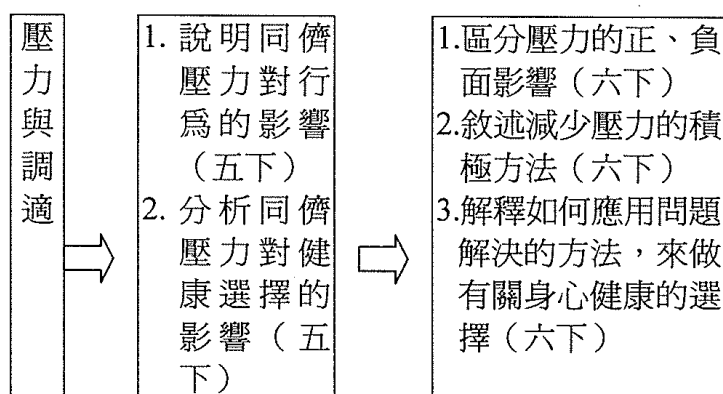 壓
力
與
調
適
1. 說明同儕
壓力對行
爲的影響
（五下）
2. 分析同儕
壓力對健
康選擇的
影響（五
下）
1.區分壓力的正、負
面影響（六下）
2.敘述減少壓力的積
極方法（六下）
3.解釋如何應用問題
解決的方法，來做
有關身心健康的選
擇（六下）